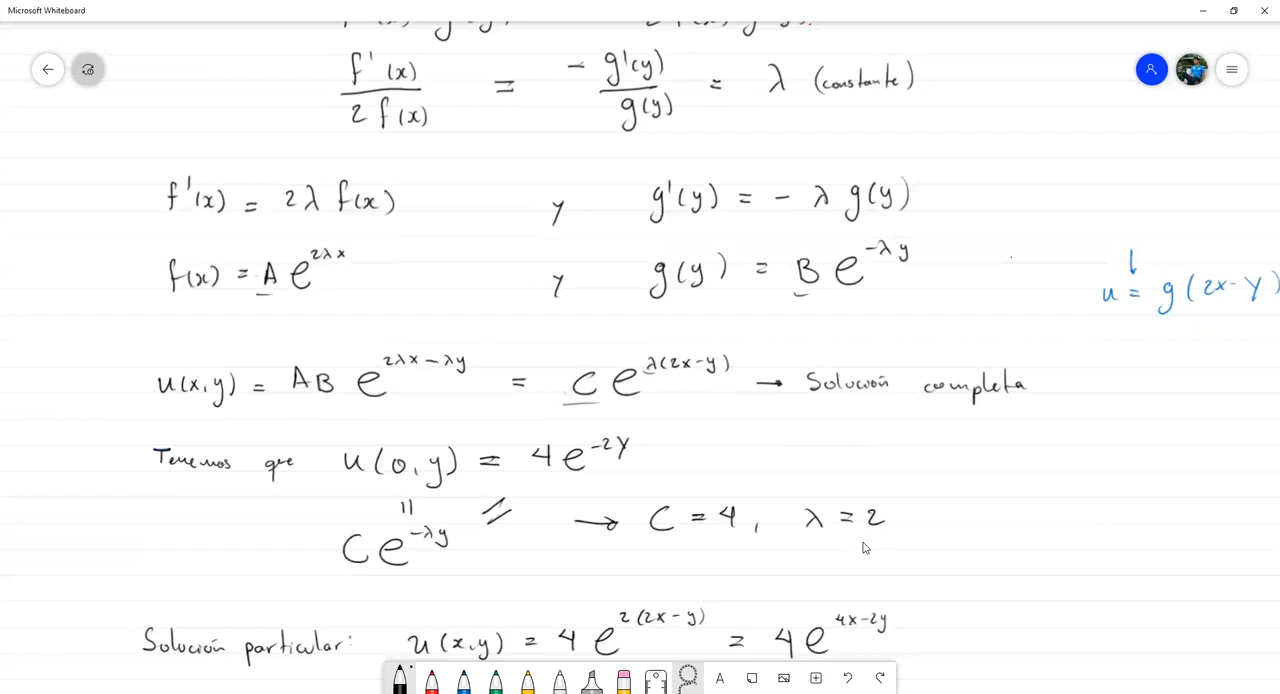 Microsoft Whiteboard
f'(x) / 2 f(x) = - g'(y) / g(y) = λ (constante)
f'(x) = 2λ f(x) y g'(y) = - λ g(y)
f(x) = A e^{2λx} y g(y) = B e^{-λy}
u = g(2x-y)
u(x,y) = AB e^{2λx-λy} = C e^{λ(2x-y)} → Solución completa
Tenemos que u(0,y) = 4e^{-2y}
C e^{-λy} → C = 4, λ = 2
Solución particular: u(x,y) = 4 e^{2(2x-y)} = 4 e^{4x-2y}